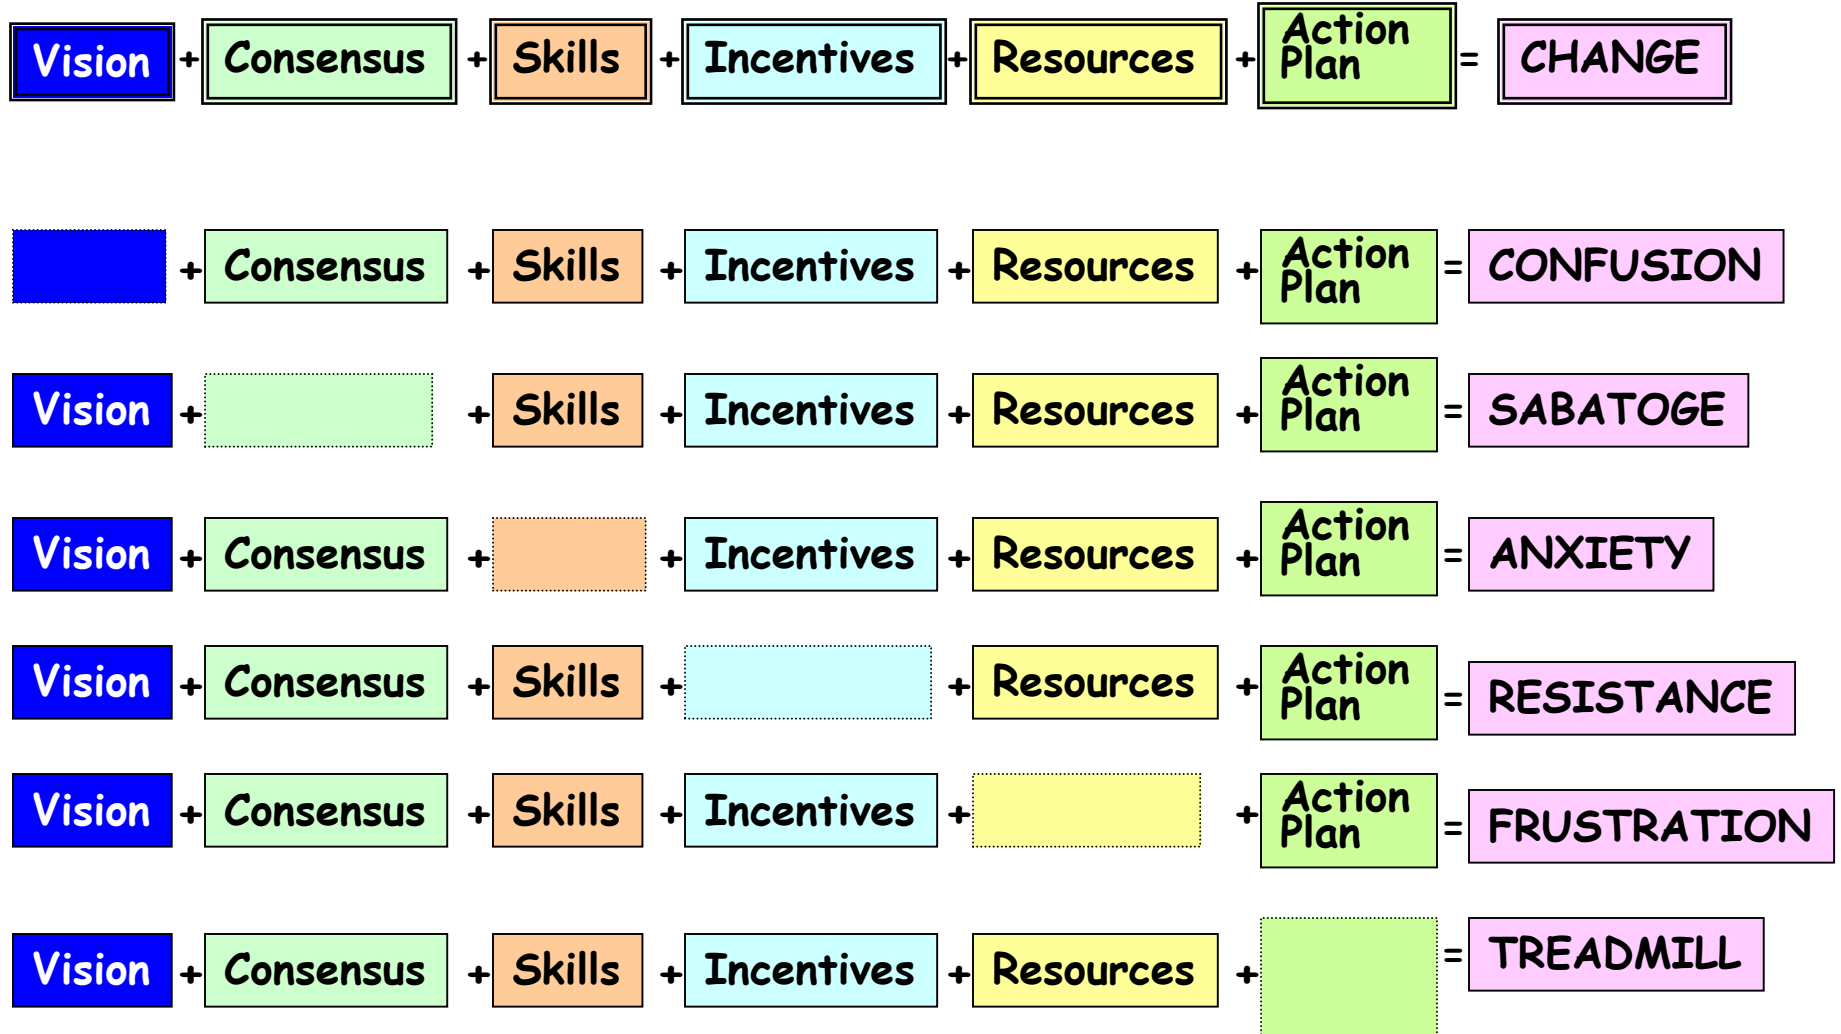 Vision + Consensus + Skills + Incentives + Resources + Action Plan = CHANGE
+ Consensus + Skills + Incentives + Resources + Action Plan = CONFUSION
Vision + + Skills + Incentives + Resources + Action Plan = SABATOGE
Vision + Consensus + + Incentives + Resources + Action Plan = ANXIETY
Vision + Consensus + Skills + + Resources + Action Plan = RESISTANCE
Vision + Consensus + Skills + Incentives + + Action Plan = FRUSTRATION
Vision + Consensus + Skills + Incentives + Resources + = TREADMILL